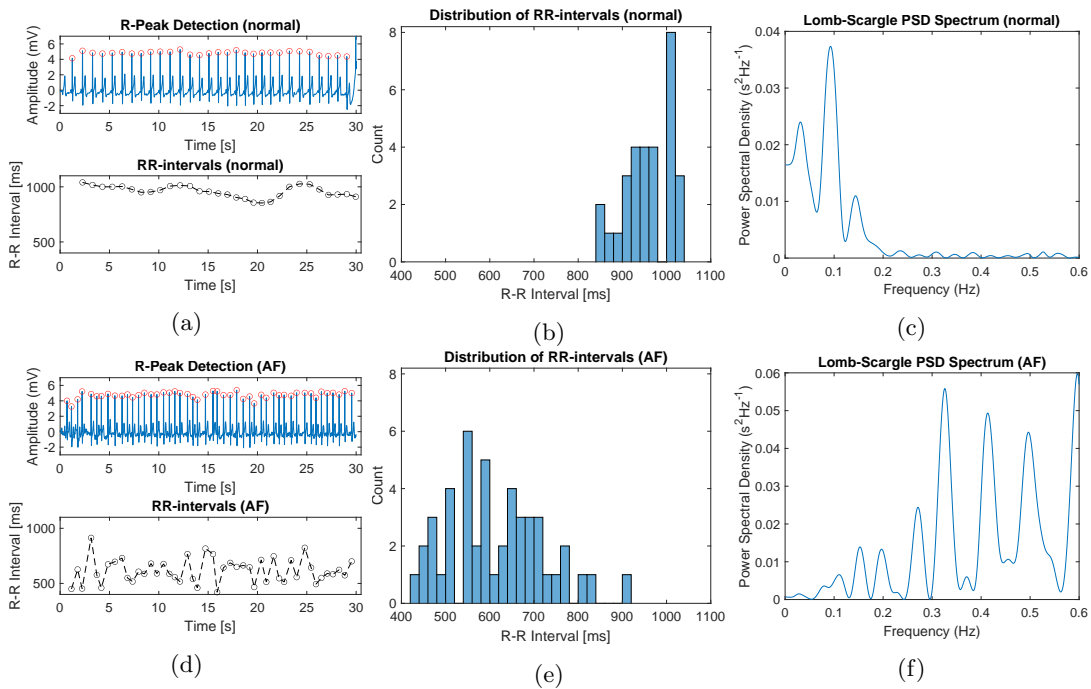 R-Peak Detection (normal)
Amplitude (mV)
6
4
2
0
-2
0 5 10 15 20 25 30
Time [s]
RR-intervals (normal)
R-R Interval [ms]
1000
500
0 5 10 15 20 25 30
Time [s]
(a)
Distribution of RR-intervals (normal)
Count
8
6
4
2
0
400 500 600 700 800 900 1000 1100
R-R Interval [ms]
(b)
Lomb-Scargle PSD Spectrum (normal)
Power Spectral Density (s²Hz⁻¹)
0.04
0.03
0.02
0.01
0
0 0.1 0.2 0.3 0.4 0.5 0.6
Frequency (Hz)
(c)
R-Peak Detection (AF)
Amplitude (mV)
6
4
2
0
-2
0 5 10 15 20 25 30
Time [s]
RR-intervals (AF)
R-R Interval [ms]
1000
500
0 5 10 15 20 25 30
Time [s]
(d)
Distribution of RR-intervals (AF)
Count
8
6
4
2
0
400 500 600 700 800 900 1000 1100
R-R Interval [ms]
(e)
Lomb-Scargle PSD Spectrum (AF)
Power Spectral Density (s²Hz⁻¹)
0.06
0.05
0.04
0.03
0.02
0.01
0
0 0.1 0.2 0.3 0.4 0.5 0.6
Frequency (Hz)
(f)